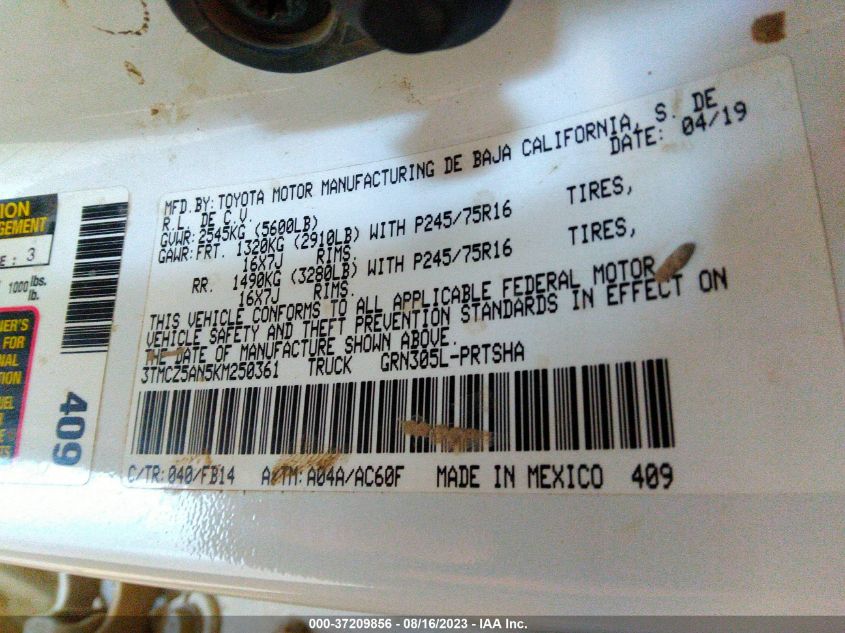 MFD.BY: TOYOTA MOTOR MANUFACTURING DE BAJA CALIFORNIA, S. DE
R.L. DE C.V. DATE: 04/19
GVWR: 2545KG (5600LB)
GAWR: FRT. 1320KG (2910LB) WITH P245/75R16 TIRES,
16X7J RIMS.
RR. 1490KG (3280LB) WITH P245/75R16 TIRES,
16X7J RIMS.
THIS VEHICLE CONFORMS TO ALL APPLICABLE FEDERAL MOTOR
VEHICLE SAFETY AND THEFT PREVENTION STANDARDS IN EFFECT ON
THE DATE OF MANUFACTURE SHOWN ABOVE.
3TMCZ5AN5KM250361 TRUCK GRN305L-PRTSHA
C/TR: 040/FB14 A/TM: A04A/AC60F MADE IN MEXICO 409
3
1000 lbs.
lb.
409
000-37209856 - 08/16/2023 - IAA Inc.